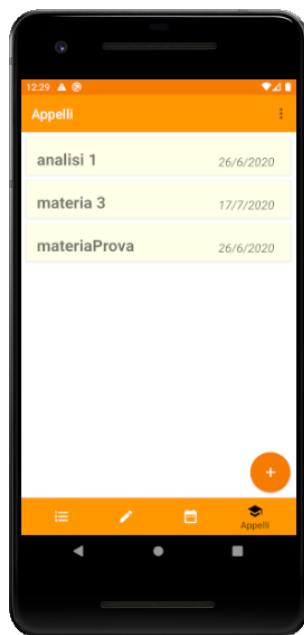 12:29
Appelli
analisi 1 26/6/2020
materia 3 17/7/2020
materiaProva 26/6/2020
+
Appelli